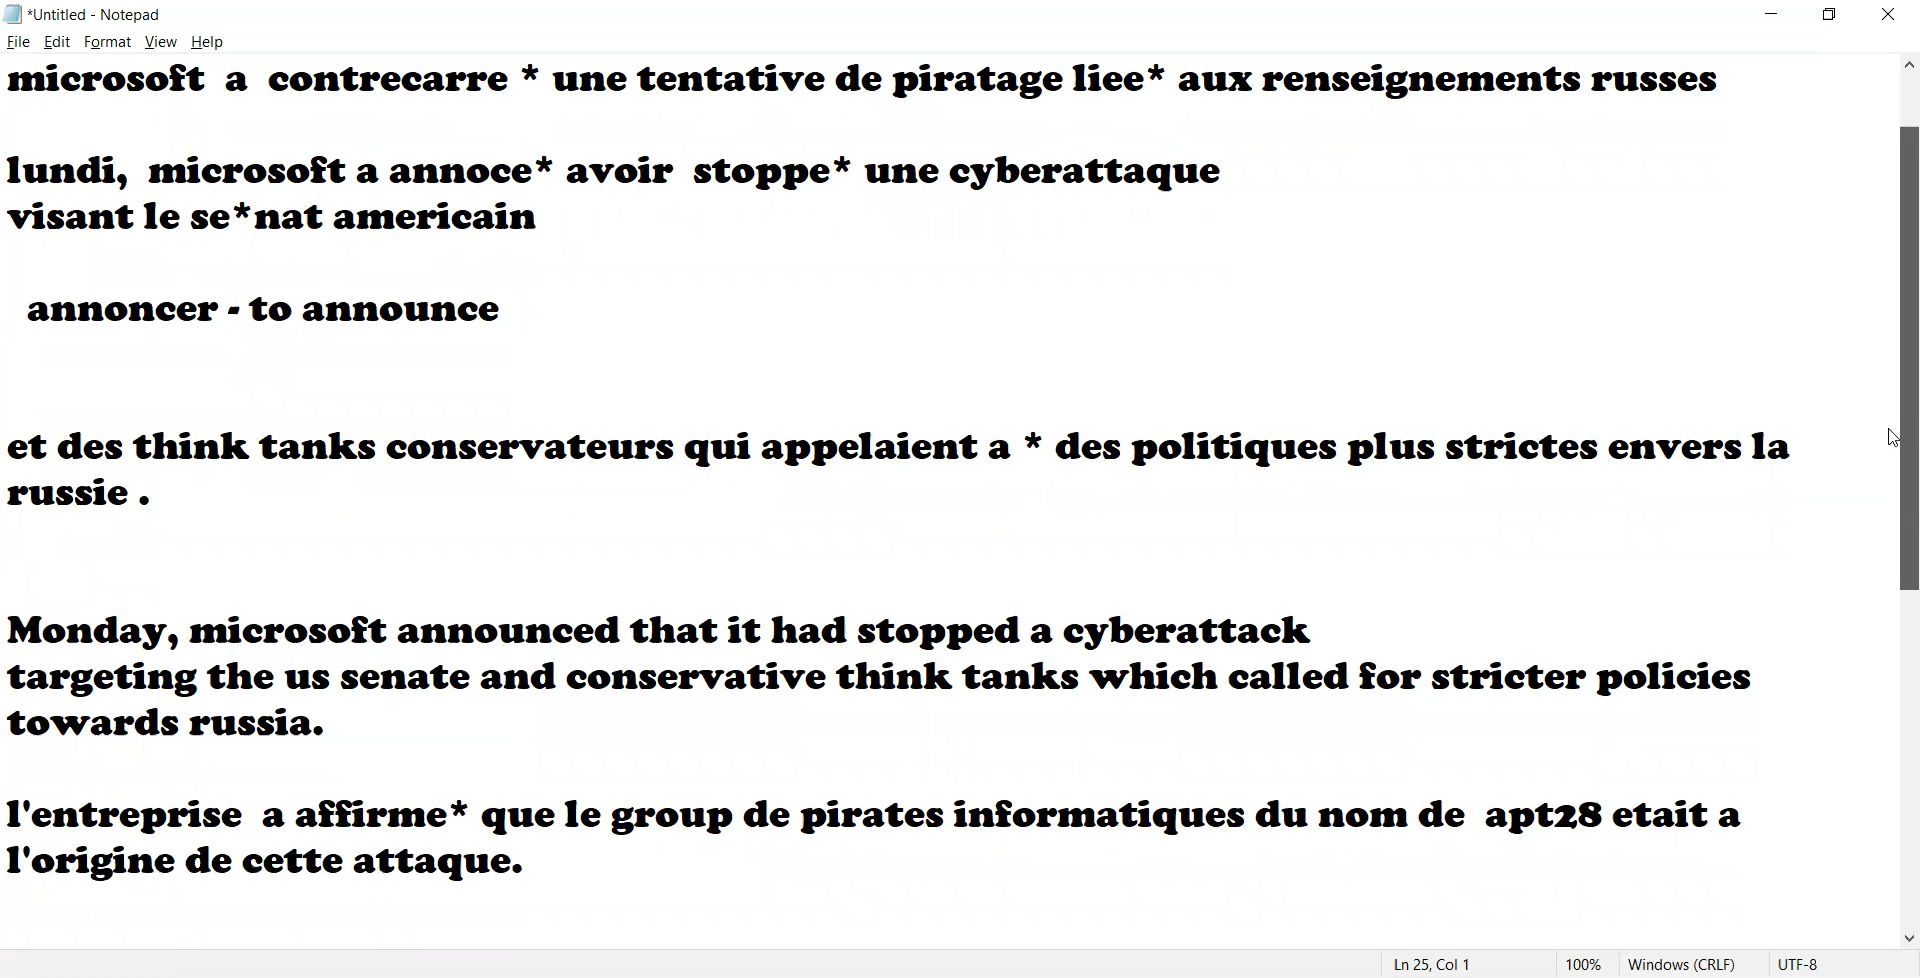 *Untitled - Notepad
File Edit Format View Help
microsoft a contrecarre * une tentative de piratage liee* aux renseignements russes
lundi, microsoft a annoce* avoir stoppe* une cyberattaque
visant le se*nat americain
annoncer - to announce
et des think tanks conservateurs qui appelaient a * des politiques plus strictes envers la
russie .
Monday, microsoft announced that it had stopped a cyberattack
targeting the us senate and conservative think tanks which called for stricter policies
towards russia.
l'entreprise a affirme* que le group de pirates informatiques du nom de apt28 etait a
l'origine de cette attaque.
Ln 25, Col 1 100% Windows (CRLF) UTF-8